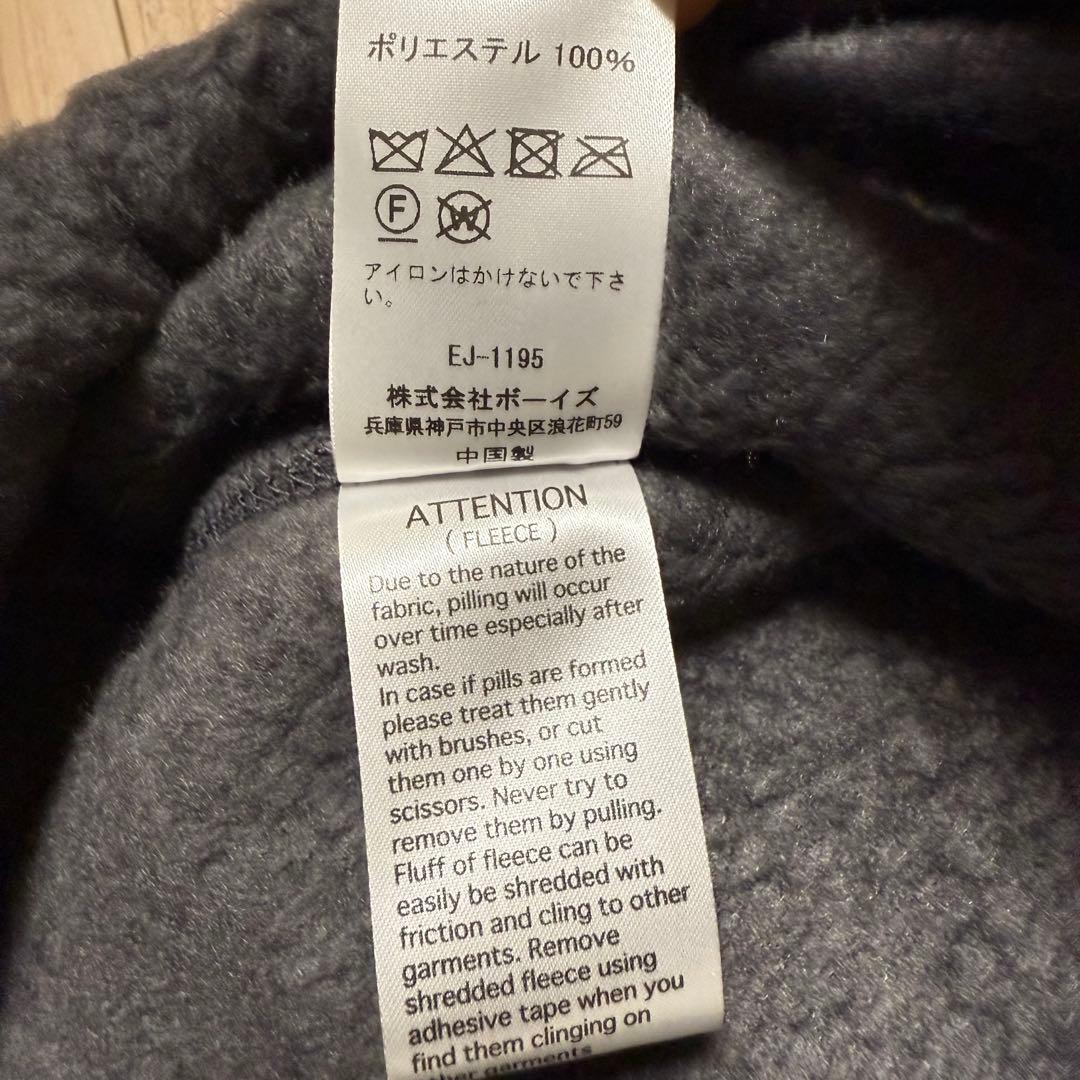 ポリエステル 100%
F W
アイロンはかけないで下さ
い。
EJ-1195
株式会社ボーイズ
兵庫県神戸市中央区浪花町59
中国製
ATTENTION
( FLEECE )
Due to the nature of the
fabric, pilling will occur
over time especially after
wash.
In case if pills are formed
please treat them gently
with brushes, or cut
them one by one using
scissors. Never try to
remove them by pulling.
Fluff of fleece can be
easily be shredded with
friction and cling to other
garments. Remove
shredded fleece using
adhesive tape when you
find them clinging on
other garments